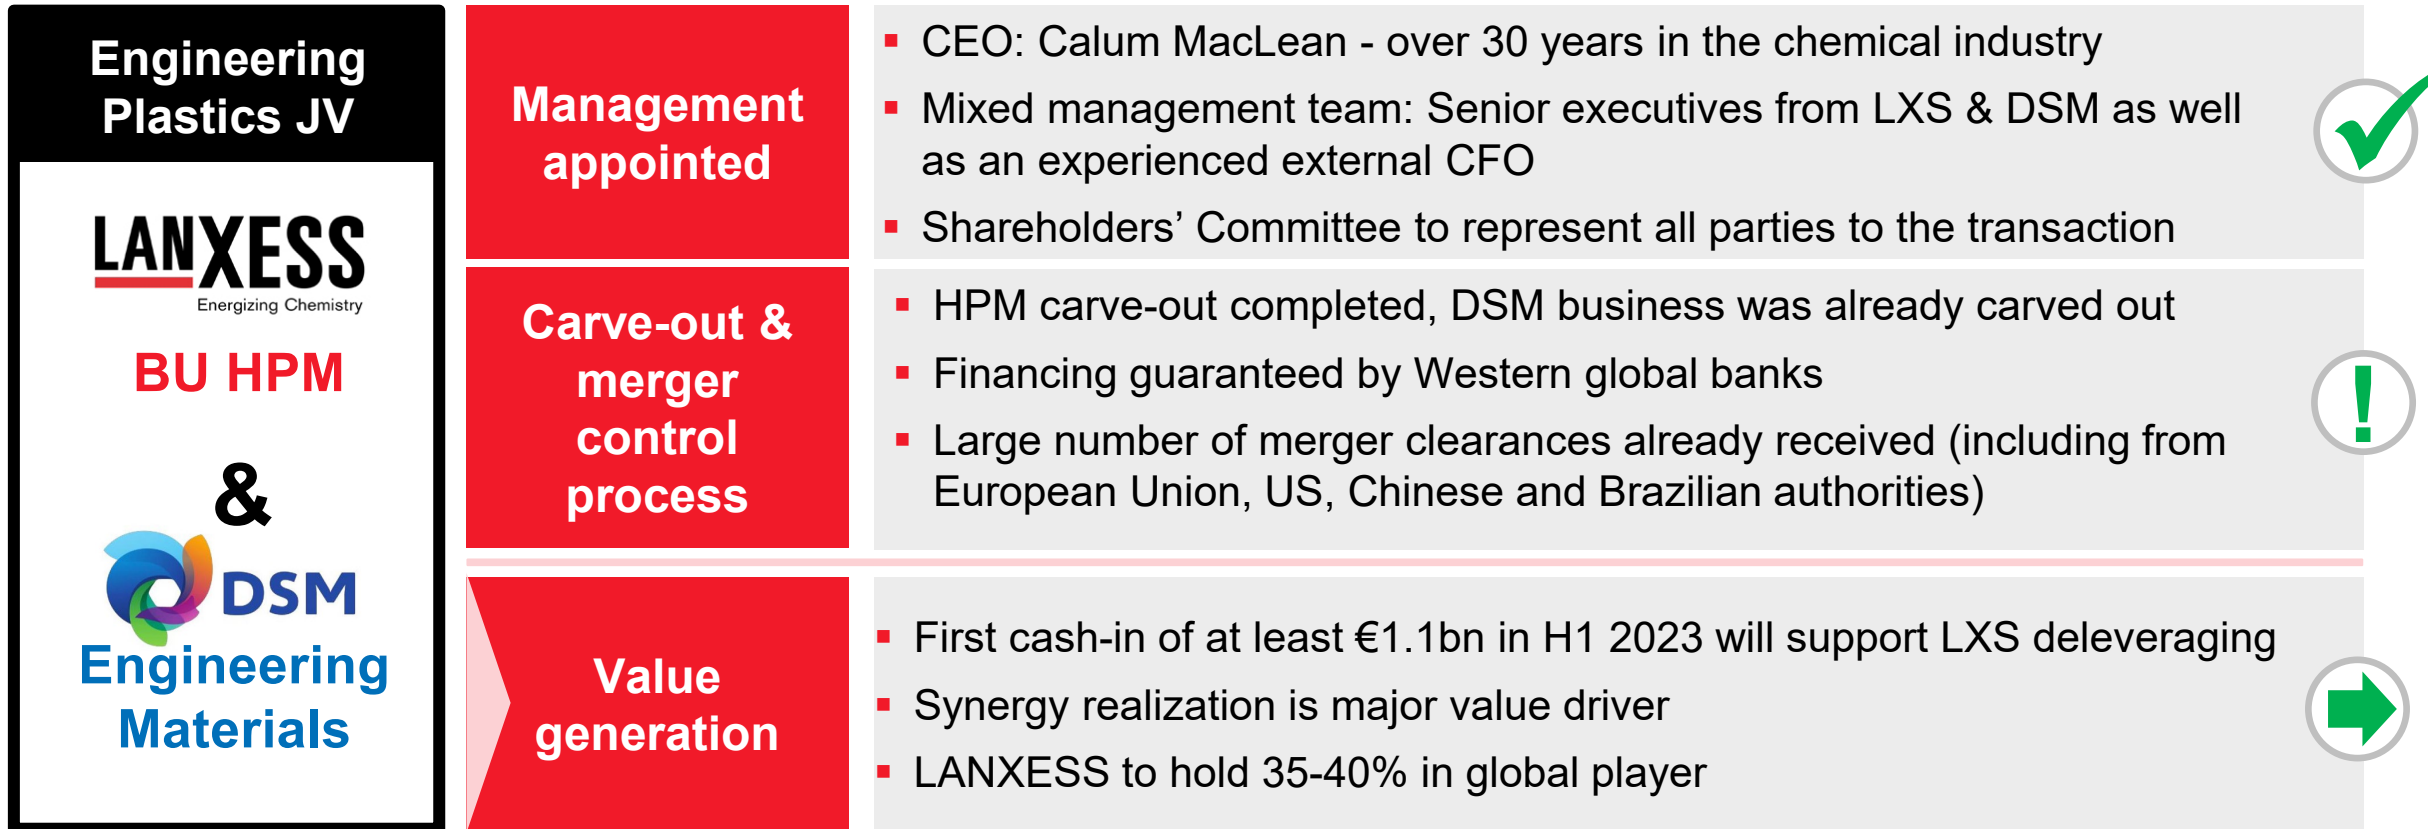 Engineering
Plastics JV
LANXESS
Energizing Chemistry
BU HPM
&
DSM
Engineering
Materials
Management
appointed
▪ CEO: Calum MacLean - over 30 years in the chemical industry
▪ Mixed management team: Senior executives from LXS & DSM as well
as an experienced external CFO
▪ Shareholders’ Committee to represent all parties to the transaction
Carve-out &
merger
control
process
▪ HPM carve-out completed, DSM business was already carved out
▪ Financing guaranteed by Western global banks
▪ Large number of merger clearances already received (including from
European Union, US, Chinese and Brazilian authorities)
!
Value
generation
▪ First cash-in of at least €1.1bn in H1 2023 will support LXS deleveraging
▪ Synergy realization is major value driver
▪ LANXESS to hold 35-40% in global player